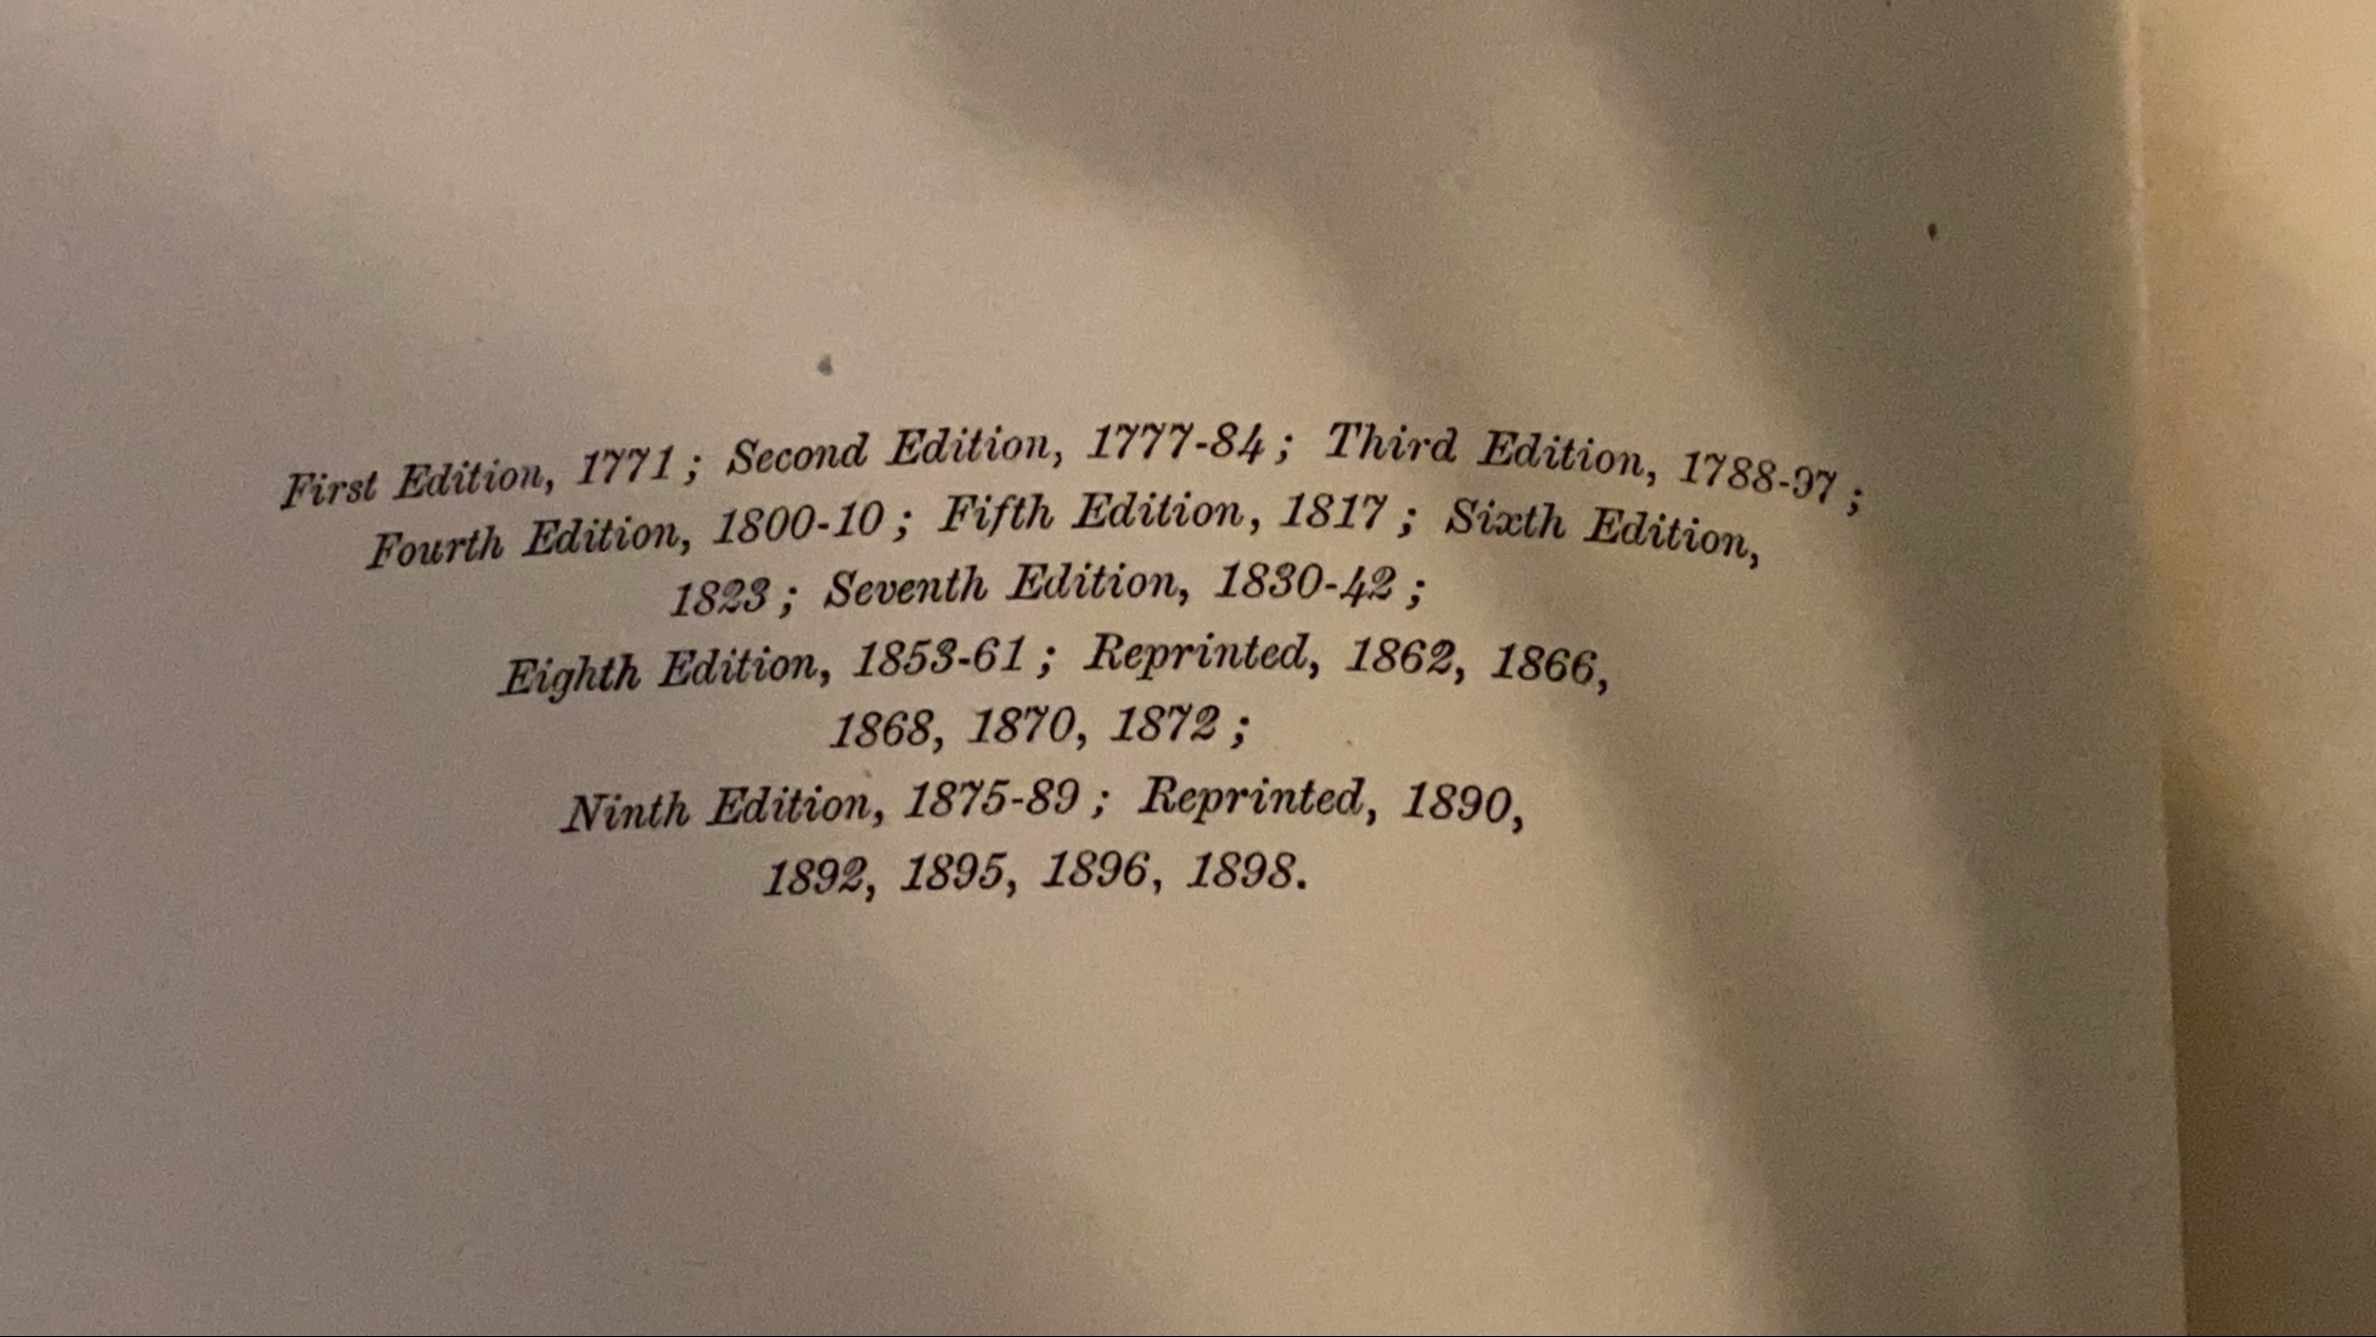 First Edition, 1771; Second Edition, 1777-84; Third Edition, 1788-97;
Fourth Edition, 1800-10; Fifth Edition, 1817; Sixth Edition,
1823; Seventh Edition, 1830-42;
Eighth Edition, 1853-61; Reprinted, 1862, 1866,
1868, 1870, 1872;
Ninth Edition, 1875-89; Reprinted, 1890,
1892, 1895, 1896, 1898.